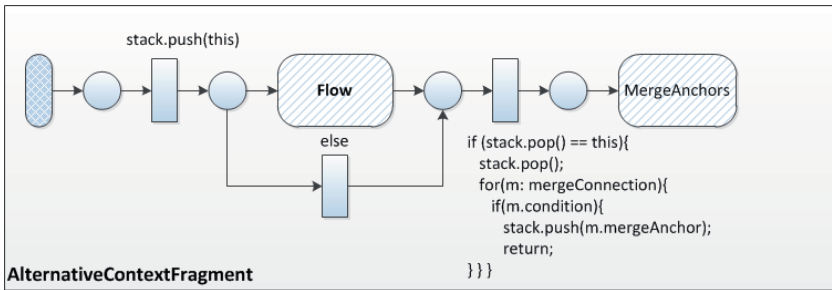 stack.push(this)
Flow
MergeAnchors
else
if (stack.pop() == this){
stack.pop();
for(m: mergeConnection){
if(m.condition){
stack.push(m.mergeAnchor);
return;
} } }
AlternativeContextFragment